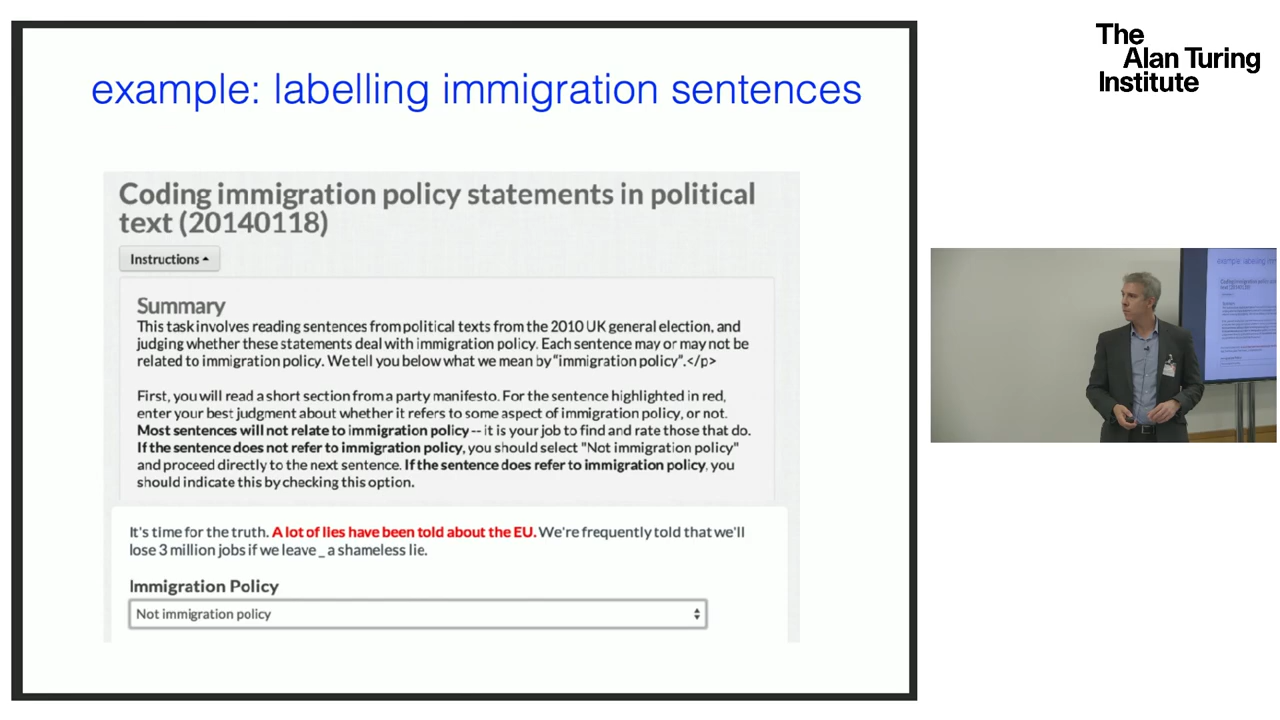 example: labelling immigration sentences
Coding immigration policy statements in political
text (20140118)
Instructions
Summary
This task involves reading sentences from political texts from the 2010 UK general election, and
judging whether these statements deal with immigration policy. Each sentence may or may not be
related to immigration policy. We tell you below what we mean by "immigration policy".</p>
First, you will read a short section from a party manifesto. For the sentence highlighted in red,
enter your best judgment about whether it refers to some aspect of immigration policy, or not.
Most sentences will not relate to immigration policy -- it is your job to find and rate those that do.
If the sentence does not refer to immigration policy, you should select "Not immigration policy"
and proceed directly to the next sentence. If the sentence does refer to immigration policy, you
should indicate this by checking this option.
It's time for the truth. A lot of lies have been told about the EU. We're frequently told that we'll
lose 3 million jobs if we leave _ a shameless lie.
Immigration Policy
Not immigration policy
The
Alan Turing
Institute